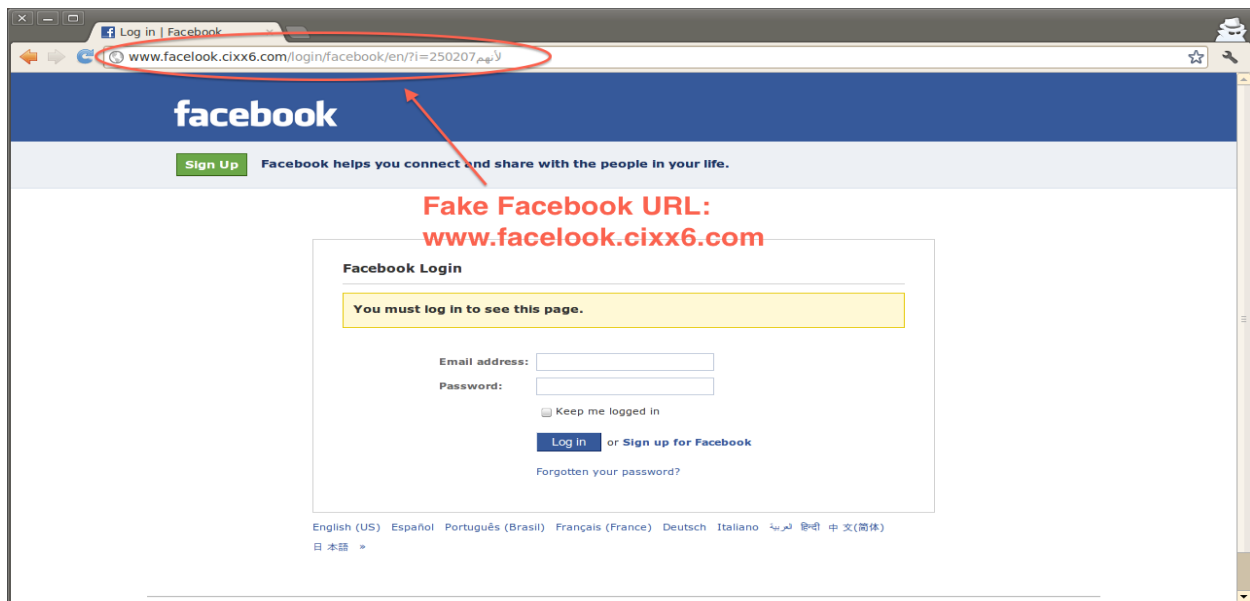 Log in | Facebook
www.facelook.cixx6.com/login/facebook/en/?i=250207لأنهم
facebook
Sign Up Facebook helps you connect and share with the people in your life.
Fake Facebook URL:
www.facelook.cixx6.com
Facebook Login
You must log in to see this page.
Email address:
Password:
Keep me logged in
Log in or Sign up for Facebook
Forgotten your password?
English (US) Español Português (Brasil) Français (France) Deutsch Italiano العربية हिन्दी 中文(简体)
日本語 »